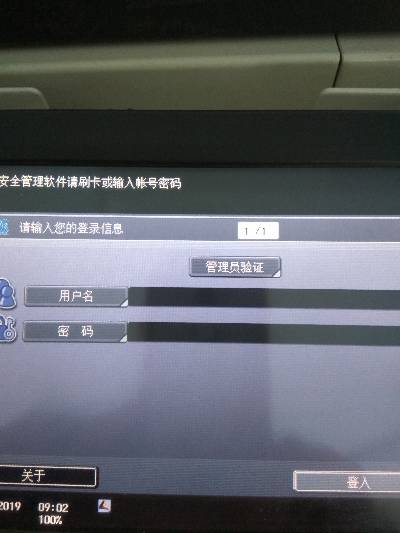 安全管理软件请刷卡或输入帐号密码
请输入您的登录信息
1 /1
管理员验证
用户名
密 码
关于
登入
2019 09:02
100%